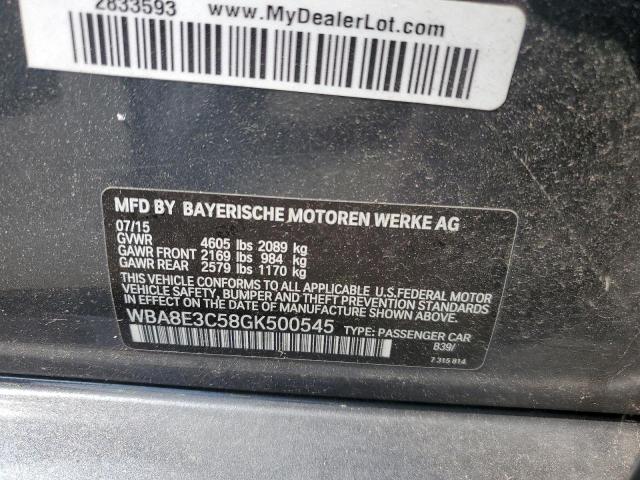 2833593
www.MyDealerLot.com
MFD BY BAYERISCHE MOTOREN WERKE AG
07/15
GVWR 4605 lbs 2089 kg
GAWR FRONT 2169 lbs 984 kg
GAWR REAR 2579 lbs 1170 kg
THIS VEHICLE CONFORMS TO ALL APPLICABLE U.S.FEDERAL MOTOR
VEHICLE SAFETY, BUMPER, AND THEFT PREVENTION STANDARDS
IN EFFECT ON THE DATE OF MANUFACTURE SHOWN ABOVE.
WBA8E3C58GK500545 TYPE: PASSENGER CAR
B39/
7 315 814